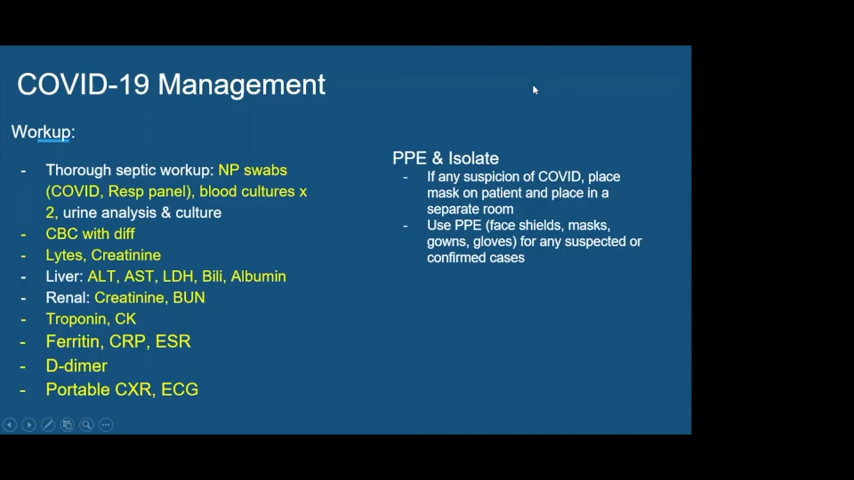 COVID-19 Management
Workup:
- Thorough septic workup: NP swabs
(COVID, Resp panel), blood cultures x
2, urine analysis & culture
- CBC with diff
- Lytes, Creatinine
- Liver: ALT, AST, LDH, Bili, Albumin
- Renal: Creatinine, BUN
- Troponin, CK
- Ferritin, CRP, ESR
- D-dimer
- Portable CXR, ECG
PPE & Isolate
- If any suspicion of COVID, place
mask on patient and place in a
separate room
- Use PPE (face shields, masks,
gowns, gloves) for any suspected or
confirmed cases